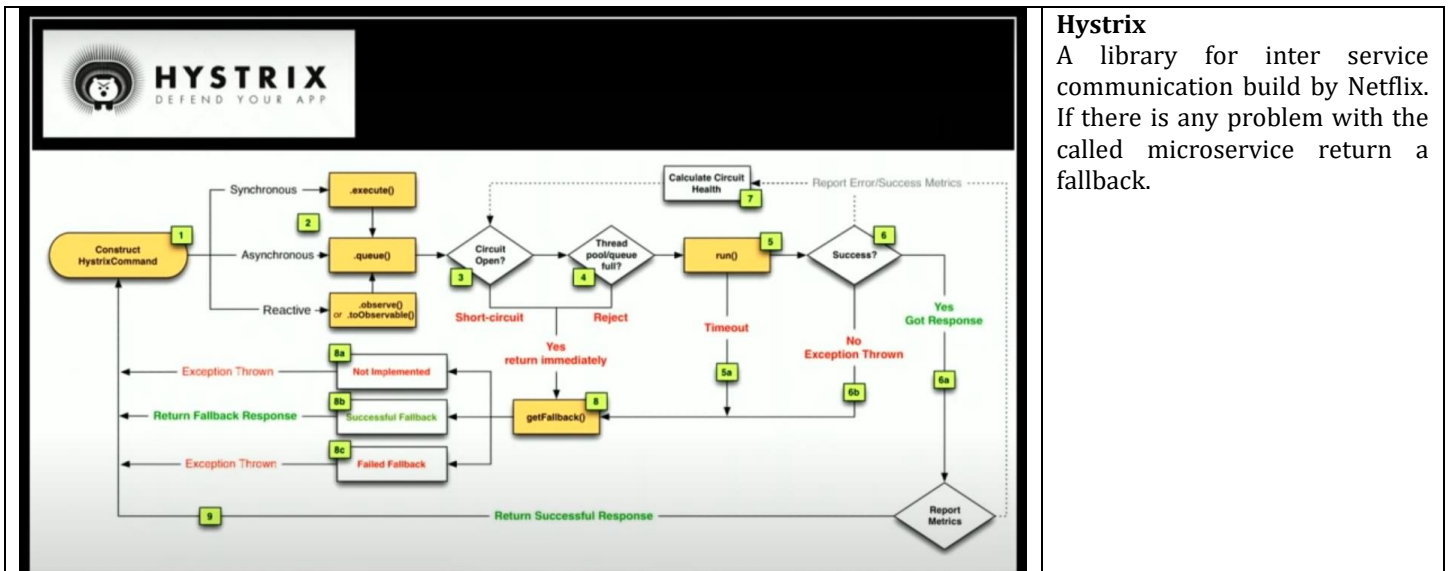 HYSTRIX
DEFEND YOUR APP
Calculate Circuit
Health
7
Report Error/Success Metrics
Synchronous
.execute()
2
1
Construct
HystrixCommand
Asynchronous
.queue()
Circuit
Open?
3
Thread
pool/queue
full?
4
run()
5
Success?
6
Reactive
.observe()
or .toObservable()
Short-circuit
Reject
Yes
return immediately
Timeout
5a
No
Exception Thrown
6b
Yes
Got Response
6a
Exception Thrown
8a
Not Implemented
Return Fallback Response
8b
Successful Fallback
getFallback()
8
Exception Thrown
8c
Failed Fallback
9
Return Successful Response
Report
Metrics
Hystrix
A library for inter service
communication build by Netflix.
If there is any problem with the
called microservice return a
fallback.